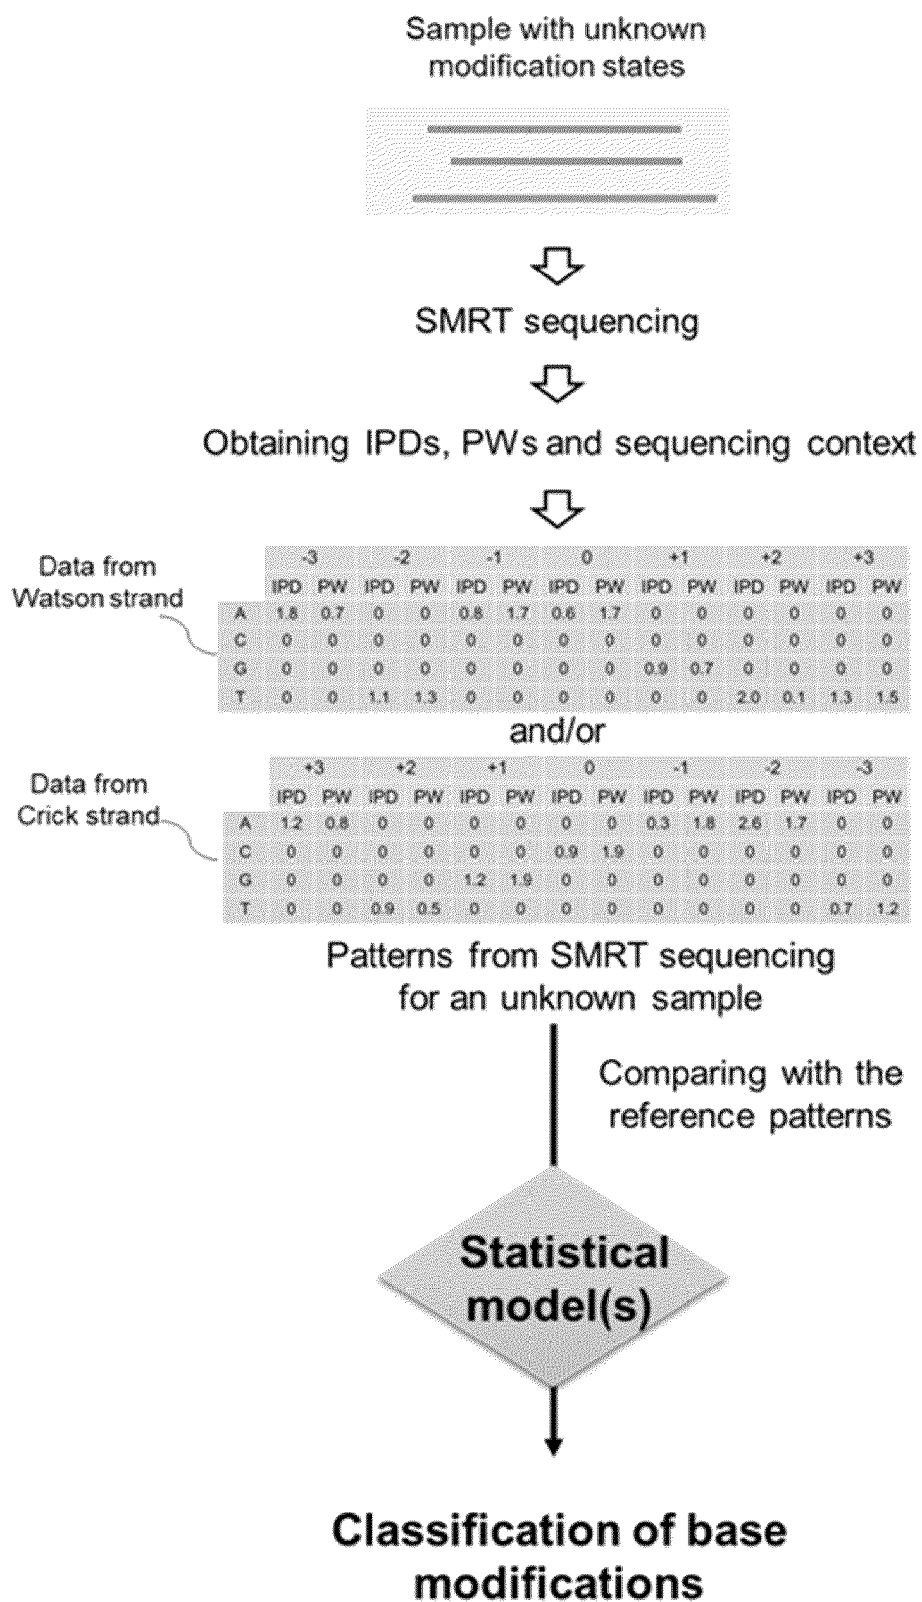 Sample with unknown
modification states
SMRT sequencing
Obtaining IPDs, PWs and sequencing context
Data from
Watson strand
-3 -2 -1 0 +1 +2 +3
IPD PW IPD PW IPD PW IPD PW IPD PW IPD PW IPD PW
A 1.8 0.7 0 0 0.8 1.7 0.6 1.7 0 0 0 0 0 0
C 0 0 0 0 0 0 0 0 0 0 0 0 0 0
G 0 0 0 0 0 0 0 0 0.9 0.7 0 0 0 0
T 0 0 1.1 1.3 0 0 0 0 0 0 2.0 0.1 1.3 1.5
and/or
Data from
Crick strand
+3 +2 +1 0 -1 -2 -3
IPD PW IPD PW IPD PW IPD PW IPD PW IPD PW IPD PW
A 1.2 0.8 0 0 0 0 0 0 0.3 1.8 2.6 1.7 0 0
C 0 0 0 0 0 0 0.9 1.9 0 0 0 0 0 0
G 0 0 0 0 1.2 1.9 0 0 0 0 0 0 0 0
T 0 0 0.9 0.5 0 0 0 0 0 0 0 0 0.7 1.2
Patterns from SMRT sequencing
for an unknown sample
Comparing with the
reference patterns
Statistical
model(s)
Classification of base
modifications